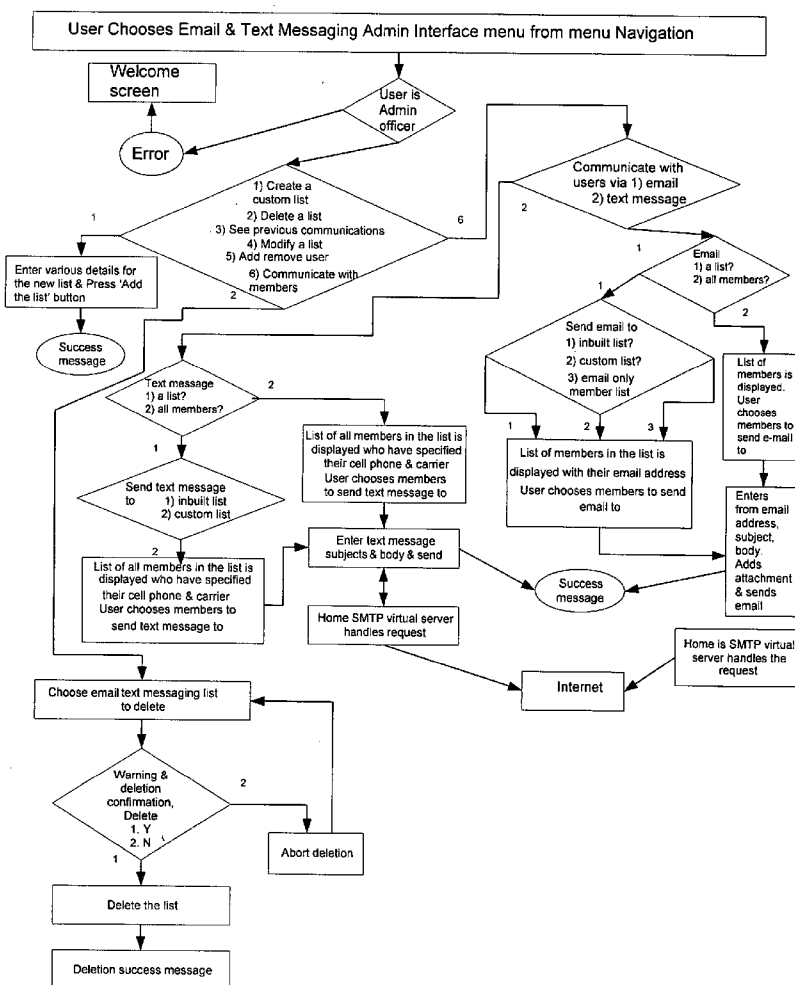 User Chooses Email & Text Messaging Admin Interface menu from menu Navigation
Welcome
screen
User is
Admin
officer
Error
1) Create a
custom list
2) Delete a list
3) See previous communications
4) Modify a list
5) Add remove user
6) Communicate with
members
1
6
2
Communicate with
users via 1) email
2) text message
2
1
Enter various details for
the new list & Press 'Add
the list' button
Success
message
Email
1) a list?
2) all members?
1
2
Send email to
1) inbuilt list?
2) custom list?
3) email only
member list
1
2
3
List of
members is
displayed.
User
chooses
members to
send e-mail
to
Text message
1) a list?
2) all members?
2
1
List of all members in the list is
displayed who have specified
their cell phone & carrier
User chooses members
to send text message to
List of members in the list is
displayed with their email address
User chooses members to send
email to
Send text message
to 1) inbuilt list
2) custom list
2
Enters
from email
address,
subject,
body.
Adds
attachment
& sends
email
Enter text message
subjects & body & send
List of all members in the list is
displayed who have specified
their cell phone & carrier
User chooses members to
send text message to
Success
message
Home SMTP virtual server
handles request
Home is SMTP virtual
server handles the
request
Internet
Choose email text messaging list
to delete
Warning &
deletion
confirmation,
Delete
1. Y
2. N
2
1
Abort deletion
Delete the list
Deletion success message